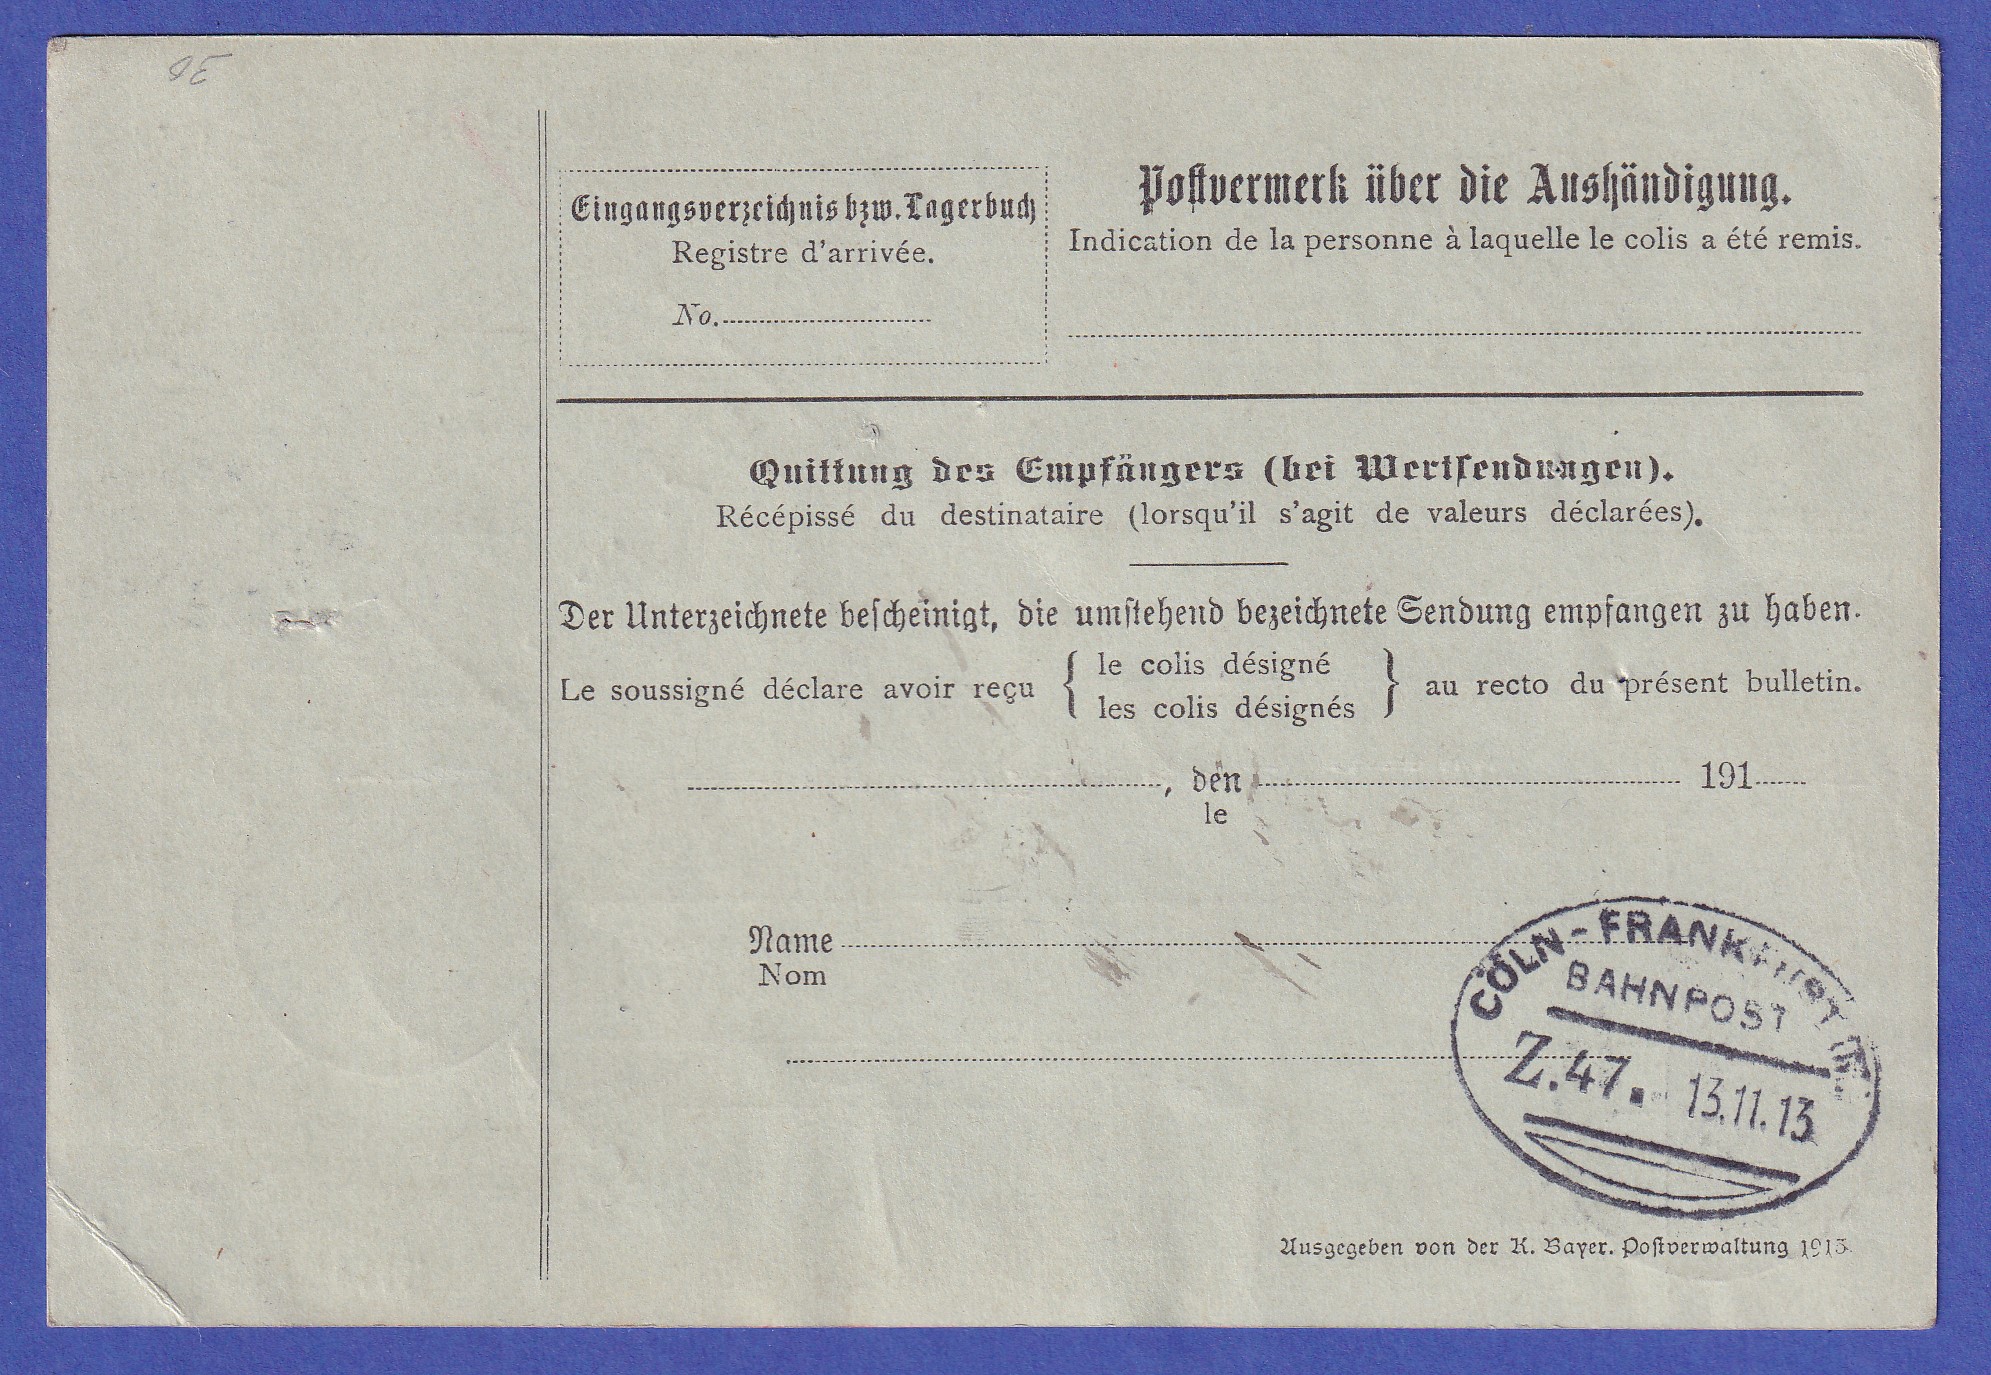 Eingangsverzeichnis bzw. Lagerbuch
Registre d'arrivée.
No.
Postvermerk über die Aushändigung.
Indication de la personne à laquelle le colis a été remis.
Quittung des Empfängers (bei Wertsendungen).
Récépissé du destinataire (lorsqu'il s'agit de valeurs déclarées).
Der Unterzeichnete bescheinigt, die umstehend bezeichnete Sendung empfangen zu haben.
Le soussigné déclare avoir reçu { le colis désigné
les colis désignés } au recto du présent bulletin.
, den 191
le
Name
Nom
CÖLN-FRANKFURT
BAHNPOST
Z.47. 13.11.13
Ausgegeben von der K. Bayer. Postverwaltung